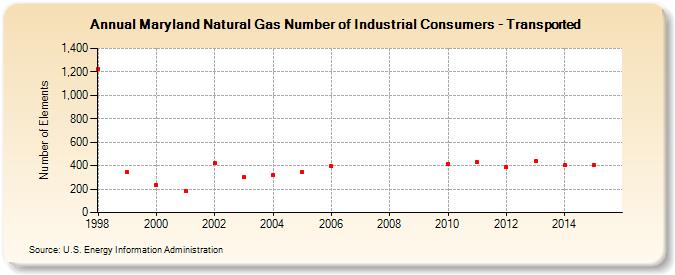 Annual Maryland Natural Gas Number of Industrial Consumers - Transported
Number of Elements
1,400
1,200
1,000
800
600
400
200
0
1998 2000 2002 2004 2006 2008 2010 2012 2014
Source: U.S. Energy Information Administration